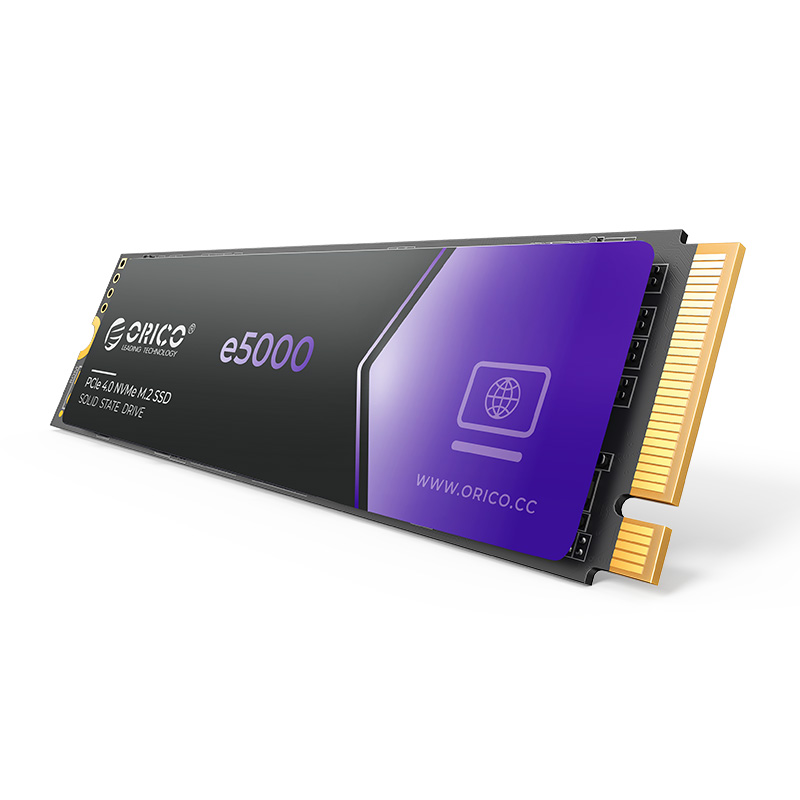 ORICO®
LEADING TECHNOLOGY
e5000
PCIe 4.0 NVMe M.2 SSD
SOLID STATE DRIVE
WWW.ORICO.CC